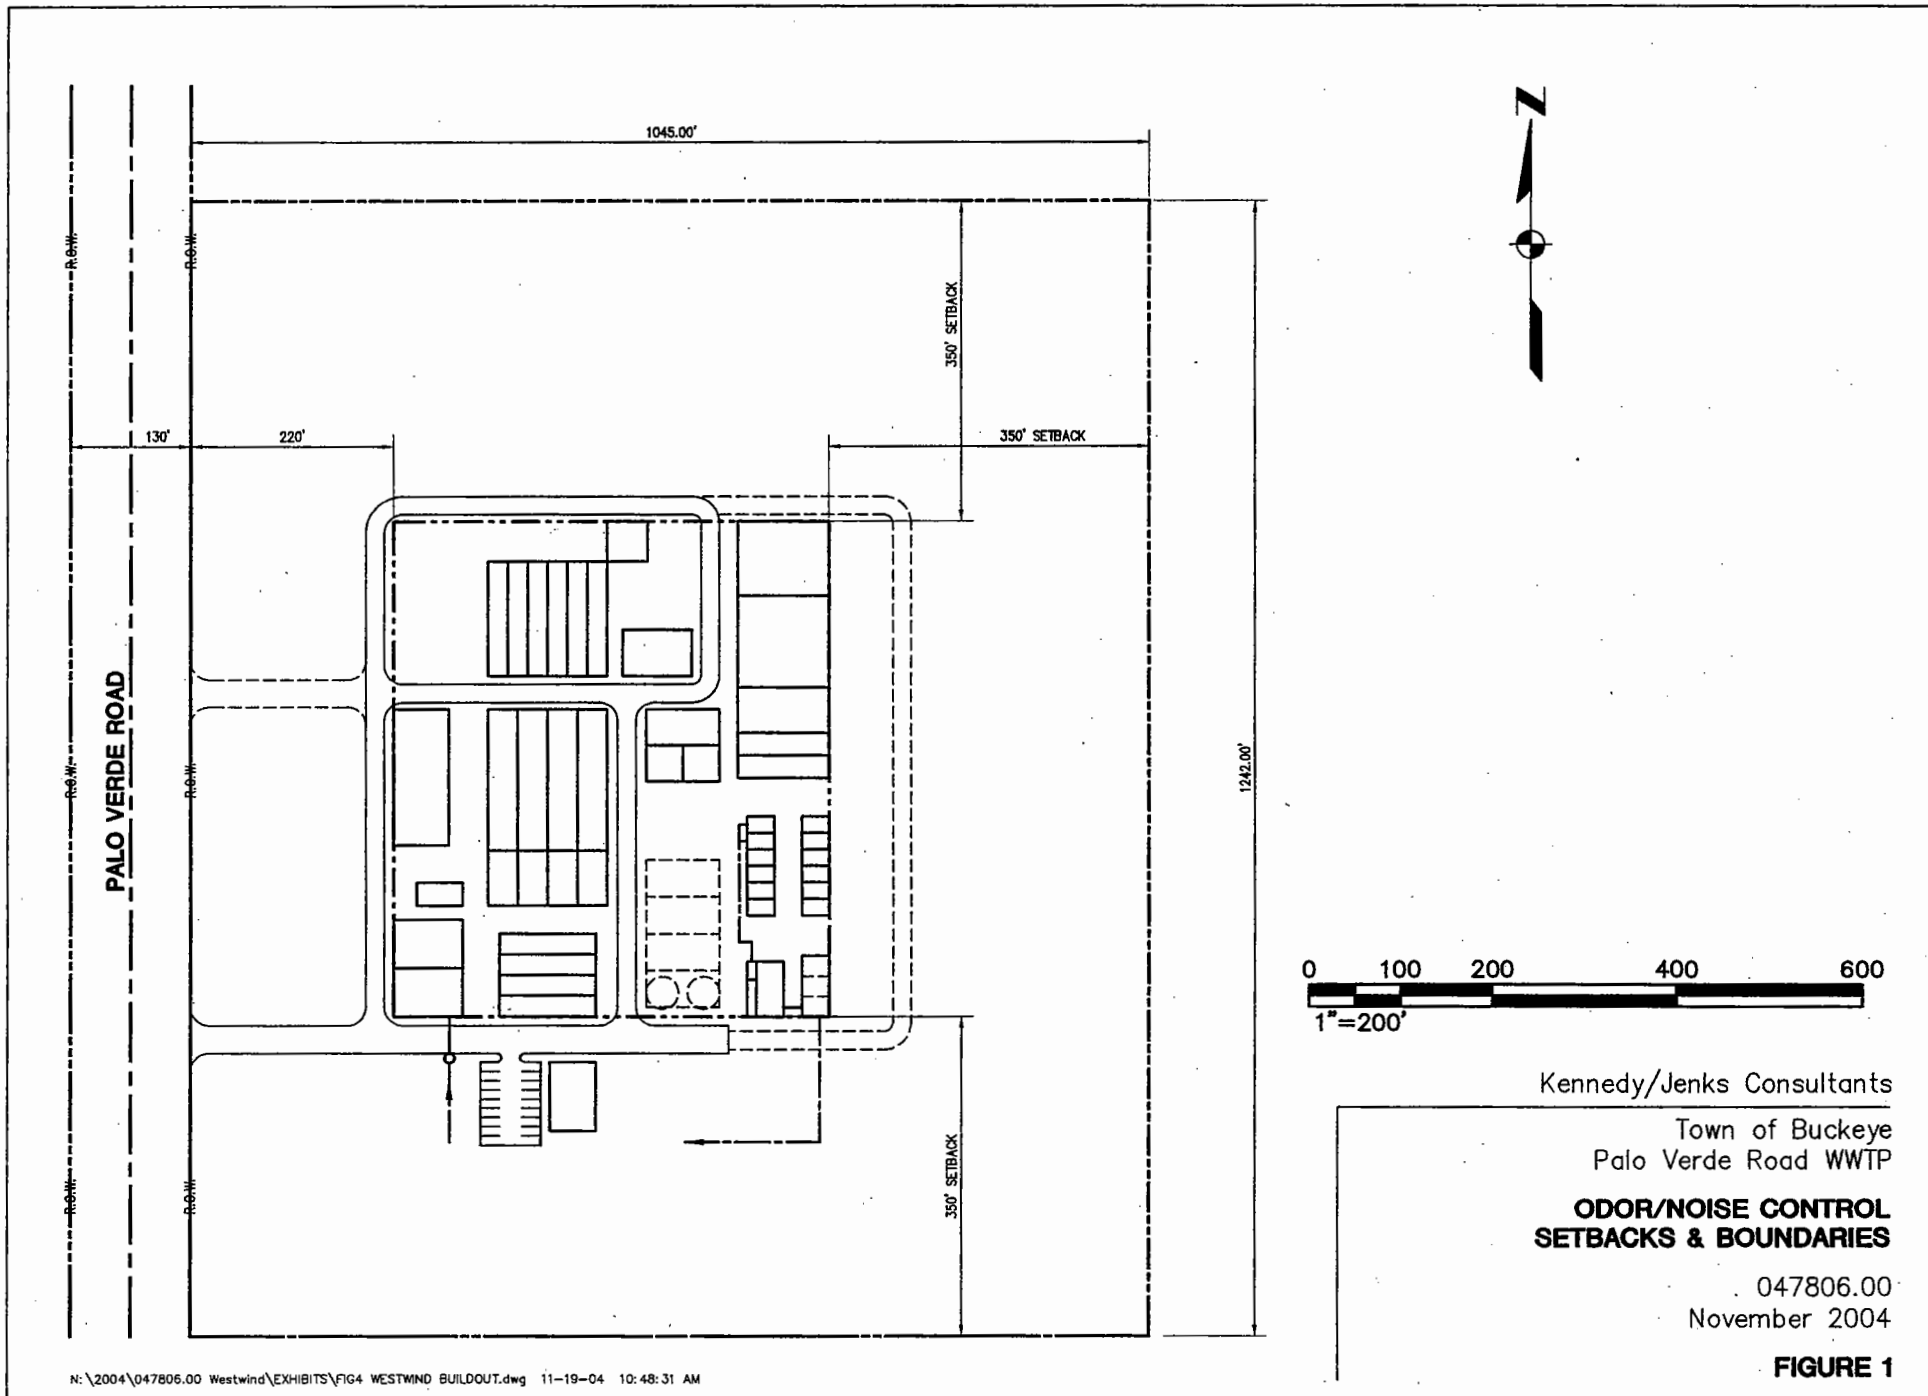 N
1045.00'
R.O.W.
R.O.W.
350' SETBACK
130'
220'
350' SETBACK
PALO VERDE ROAD
R.O.W.
R.O.W.
1242.00'
0 100 200 400 600
1"=200'
Kennedy/Jenks Consultants
Town of Buckeye
Palo Verde Road WWTP
R.O.W.
R.O.W.
350' SETBACK
ODOR/NOISE CONTROL
SETBACKS & BOUNDARIES
047806.00
November 2004
FIGURE 1
N:\2004\047806.00 Westwind\EXHIBITS\FIG4 WESTWIND BUILDOUT.dwg 11-19-04 10:48:31 AM